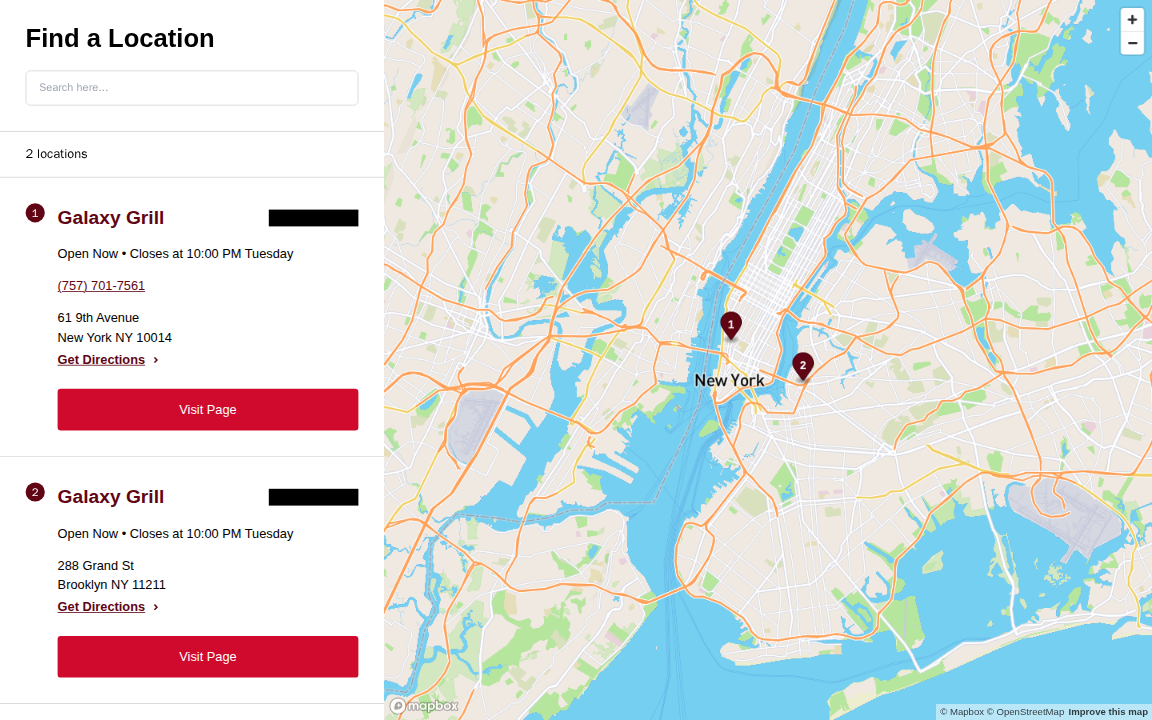 Find a Location
Search here...
2 locations
1 Galaxy Grill
Open Now • Closes at 10:00 PM Tuesday
(757) 701-7561
61 9th Avenue
New York NY 10014
Get Directions
Visit Page
2 Galaxy Grill
Open Now • Closes at 10:00 PM Tuesday
288 Grand St
Brooklyn NY 11211
Get Directions
Visit Page
+
−
1
2
New York
mapbox
© Mapbox © OpenStreetMap Improve this map